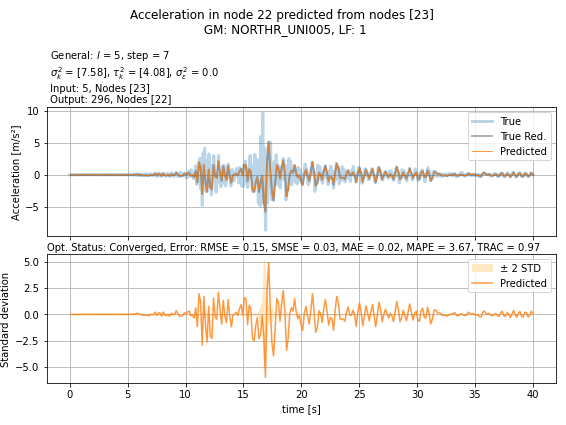 Acceleration in node 22 predicted from nodes [23]
GM: NORTHR_UNI005, LF: 1
General: l = 5, step = 7
σ²ₖ = [7.58], τ²ₖ = [4.08], σ²ε = 0.0
Input: 5, Nodes [23]
Output: 296, Nodes [22]
10
5
0
−5
Acceleration [m/s²]
True
True Red.
Predicted
Opt. Status: Converged, Error: RMSE = 0.15, SMSE = 0.03, MAE = 0.02, MAPE = 3.67, TRAC = 0.97
5.0
2.5
0.0
−2.5
−5.0
Standard deviation
± 2 STD
Predicted
0 5 10 15 20 25 30 35 40
time [s]